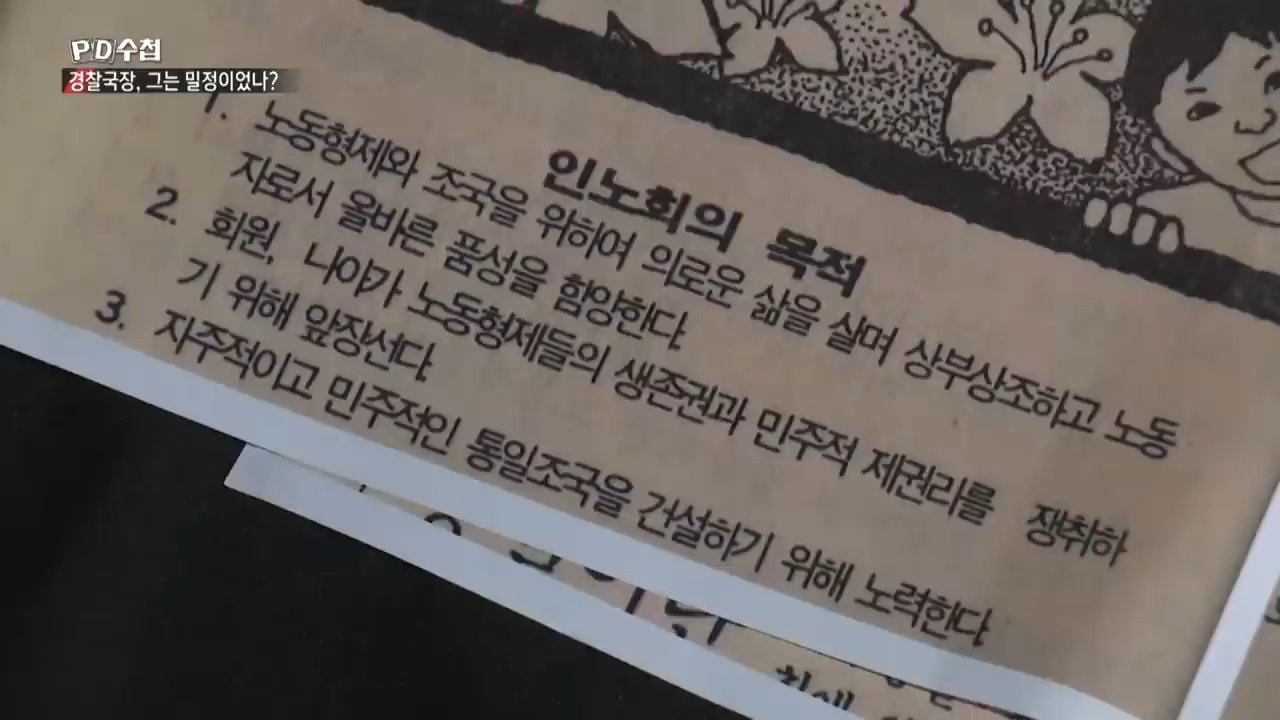 PD수첩
경찰국장, 그는 밀정이었나?
인노회의 목적
1. 노동형제와 조국을 위하여 의로운 삶을 살며 상부상조하고 노동
자로서 올바른 품성을 함양한다.
2. 회원, 나아가 노동형제들의 생존권과 민주적 제권리를 쟁취하
기 위해 앞장선다.
3. 자주적이고 민주적인 통일조국을 건설하기 위해 노력한다.